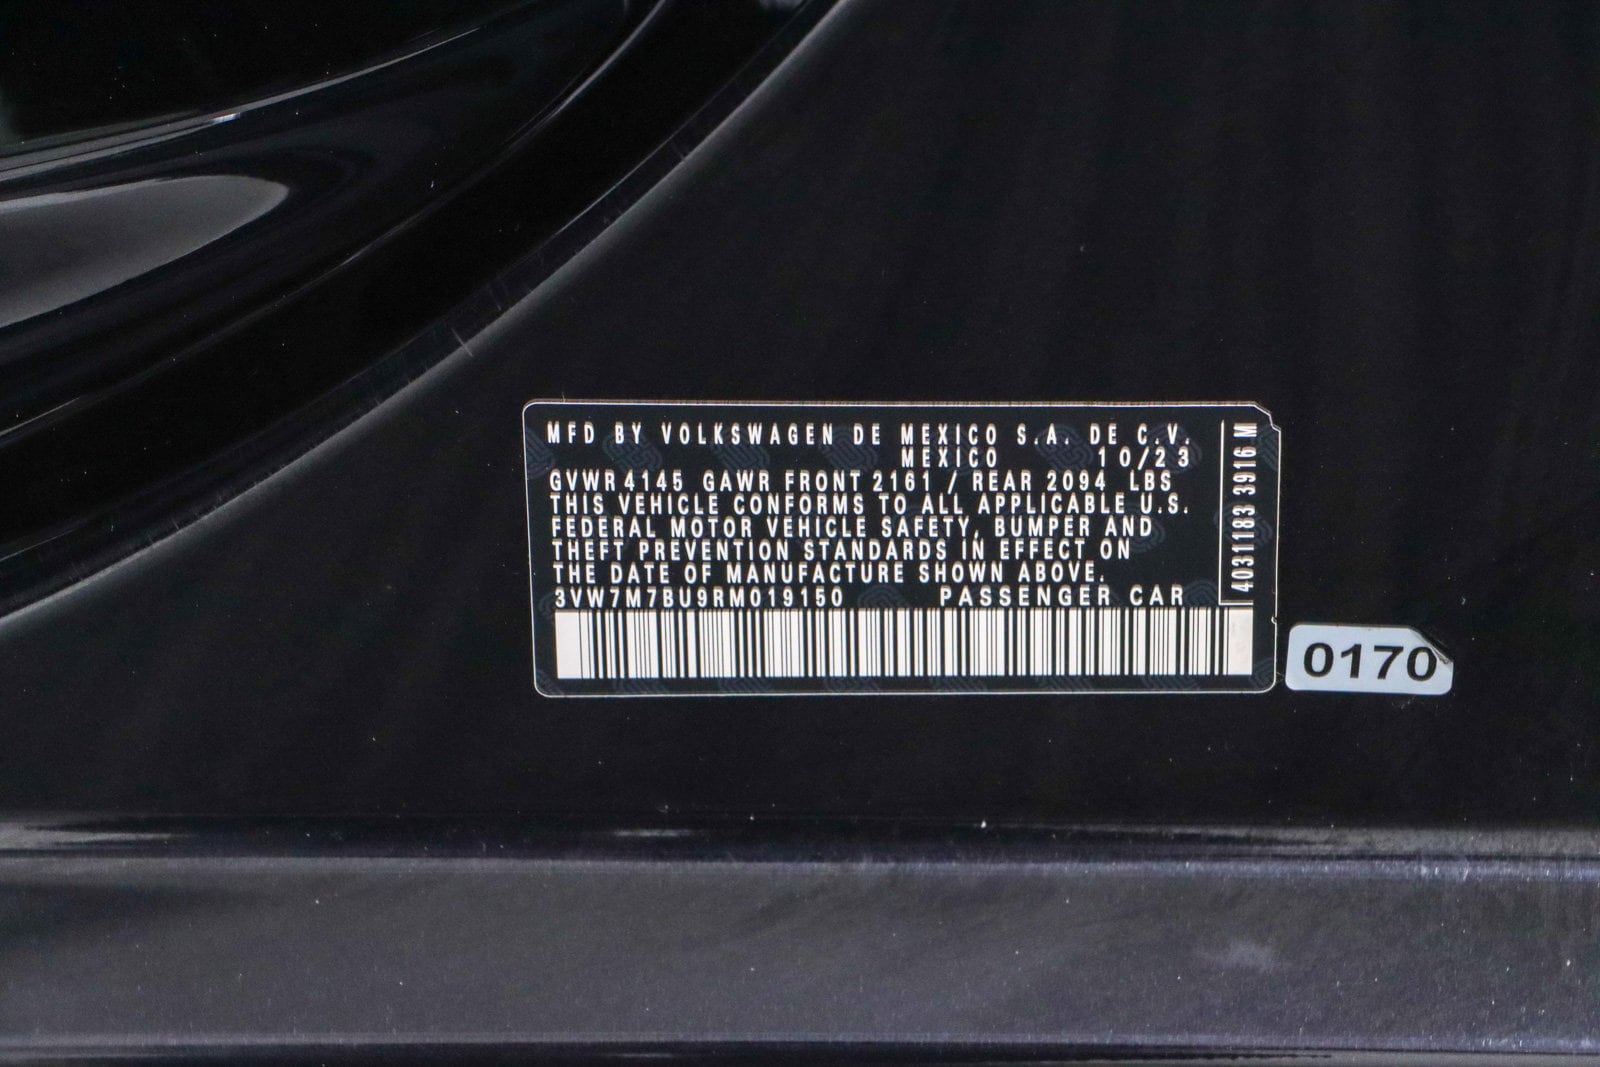 MFD BY VOLKSWAGEN DE MEXICO S.A. DE C.V.
MEXICO 10/23
GVWR 4145 GAWR FRONT 2161 / REAR 2094 LBS
THIS VEHICLE CONFORMS TO ALL APPLICABLE U.S.
FEDERAL MOTOR VEHICLE SAFETY, BUMPER AND
THEFT PREVENTION STANDARDS IN EFFECT ON
THE DATE OF MANUFACTURE SHOWN ABOVE.
3VW7M7BU9RM019150 PASSENGER CAR
4031183 3916 M
0170